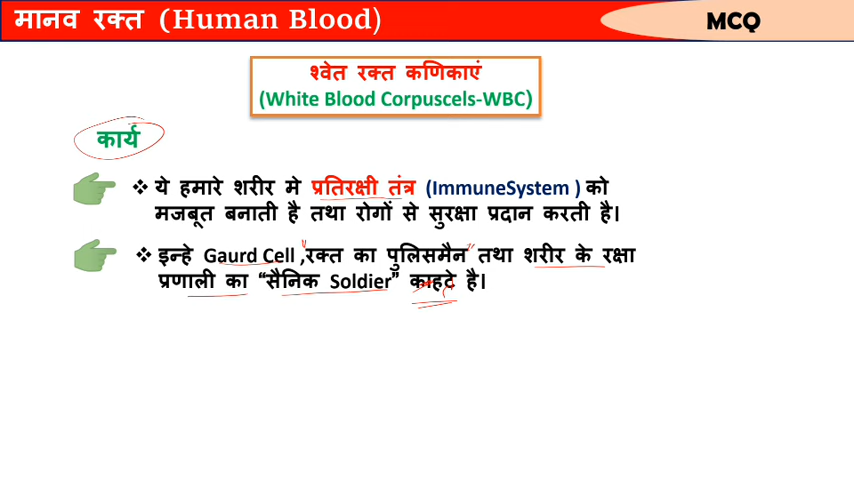 मानव रक्त (Human Blood)
MCQ
श्वेत रक्त कणिकाएं
(White Blood Corpuscels-WBC)
कार्य
❖ ये हमारे शरीर मे प्रतिरक्षी तंत्र (ImmuneSystem ) को
मजबूत बनाती है तथा रोगों से सुरक्षा प्रदान करती है।
❖ इन्हे Gaurd Cell ,रक्त का पुलिसमैन तथा शरीर के रक्षा
प्रणाली का “सैनिक Soldier” काहते है।